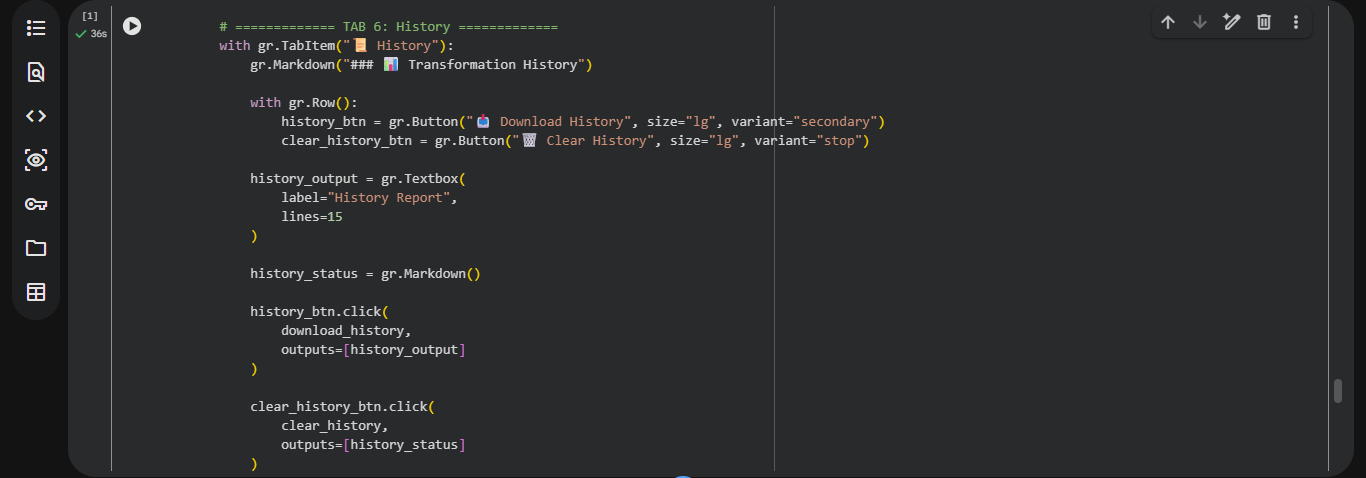 [1]
36s
# ============= TAB 6: History =============
with gr.TabItem("📜 History"):
    gr.Markdown("### 📊 Transformation History")
    with gr.Row():
        history_btn = gr.Button("📥 Download History", size="lg", variant="secondary")
        clear_history_btn = gr.Button("🗑️ Clear History", size="lg", variant="stop")
    history_output = gr.Textbox(
        label="History Report",
        lines=15
    )
    history_status = gr.Markdown()
    history_btn.click(
        download_history,
        outputs=[history_output]
    )
    clear_history_btn.click(
        clear_history,
        outputs=[history_status]
    )